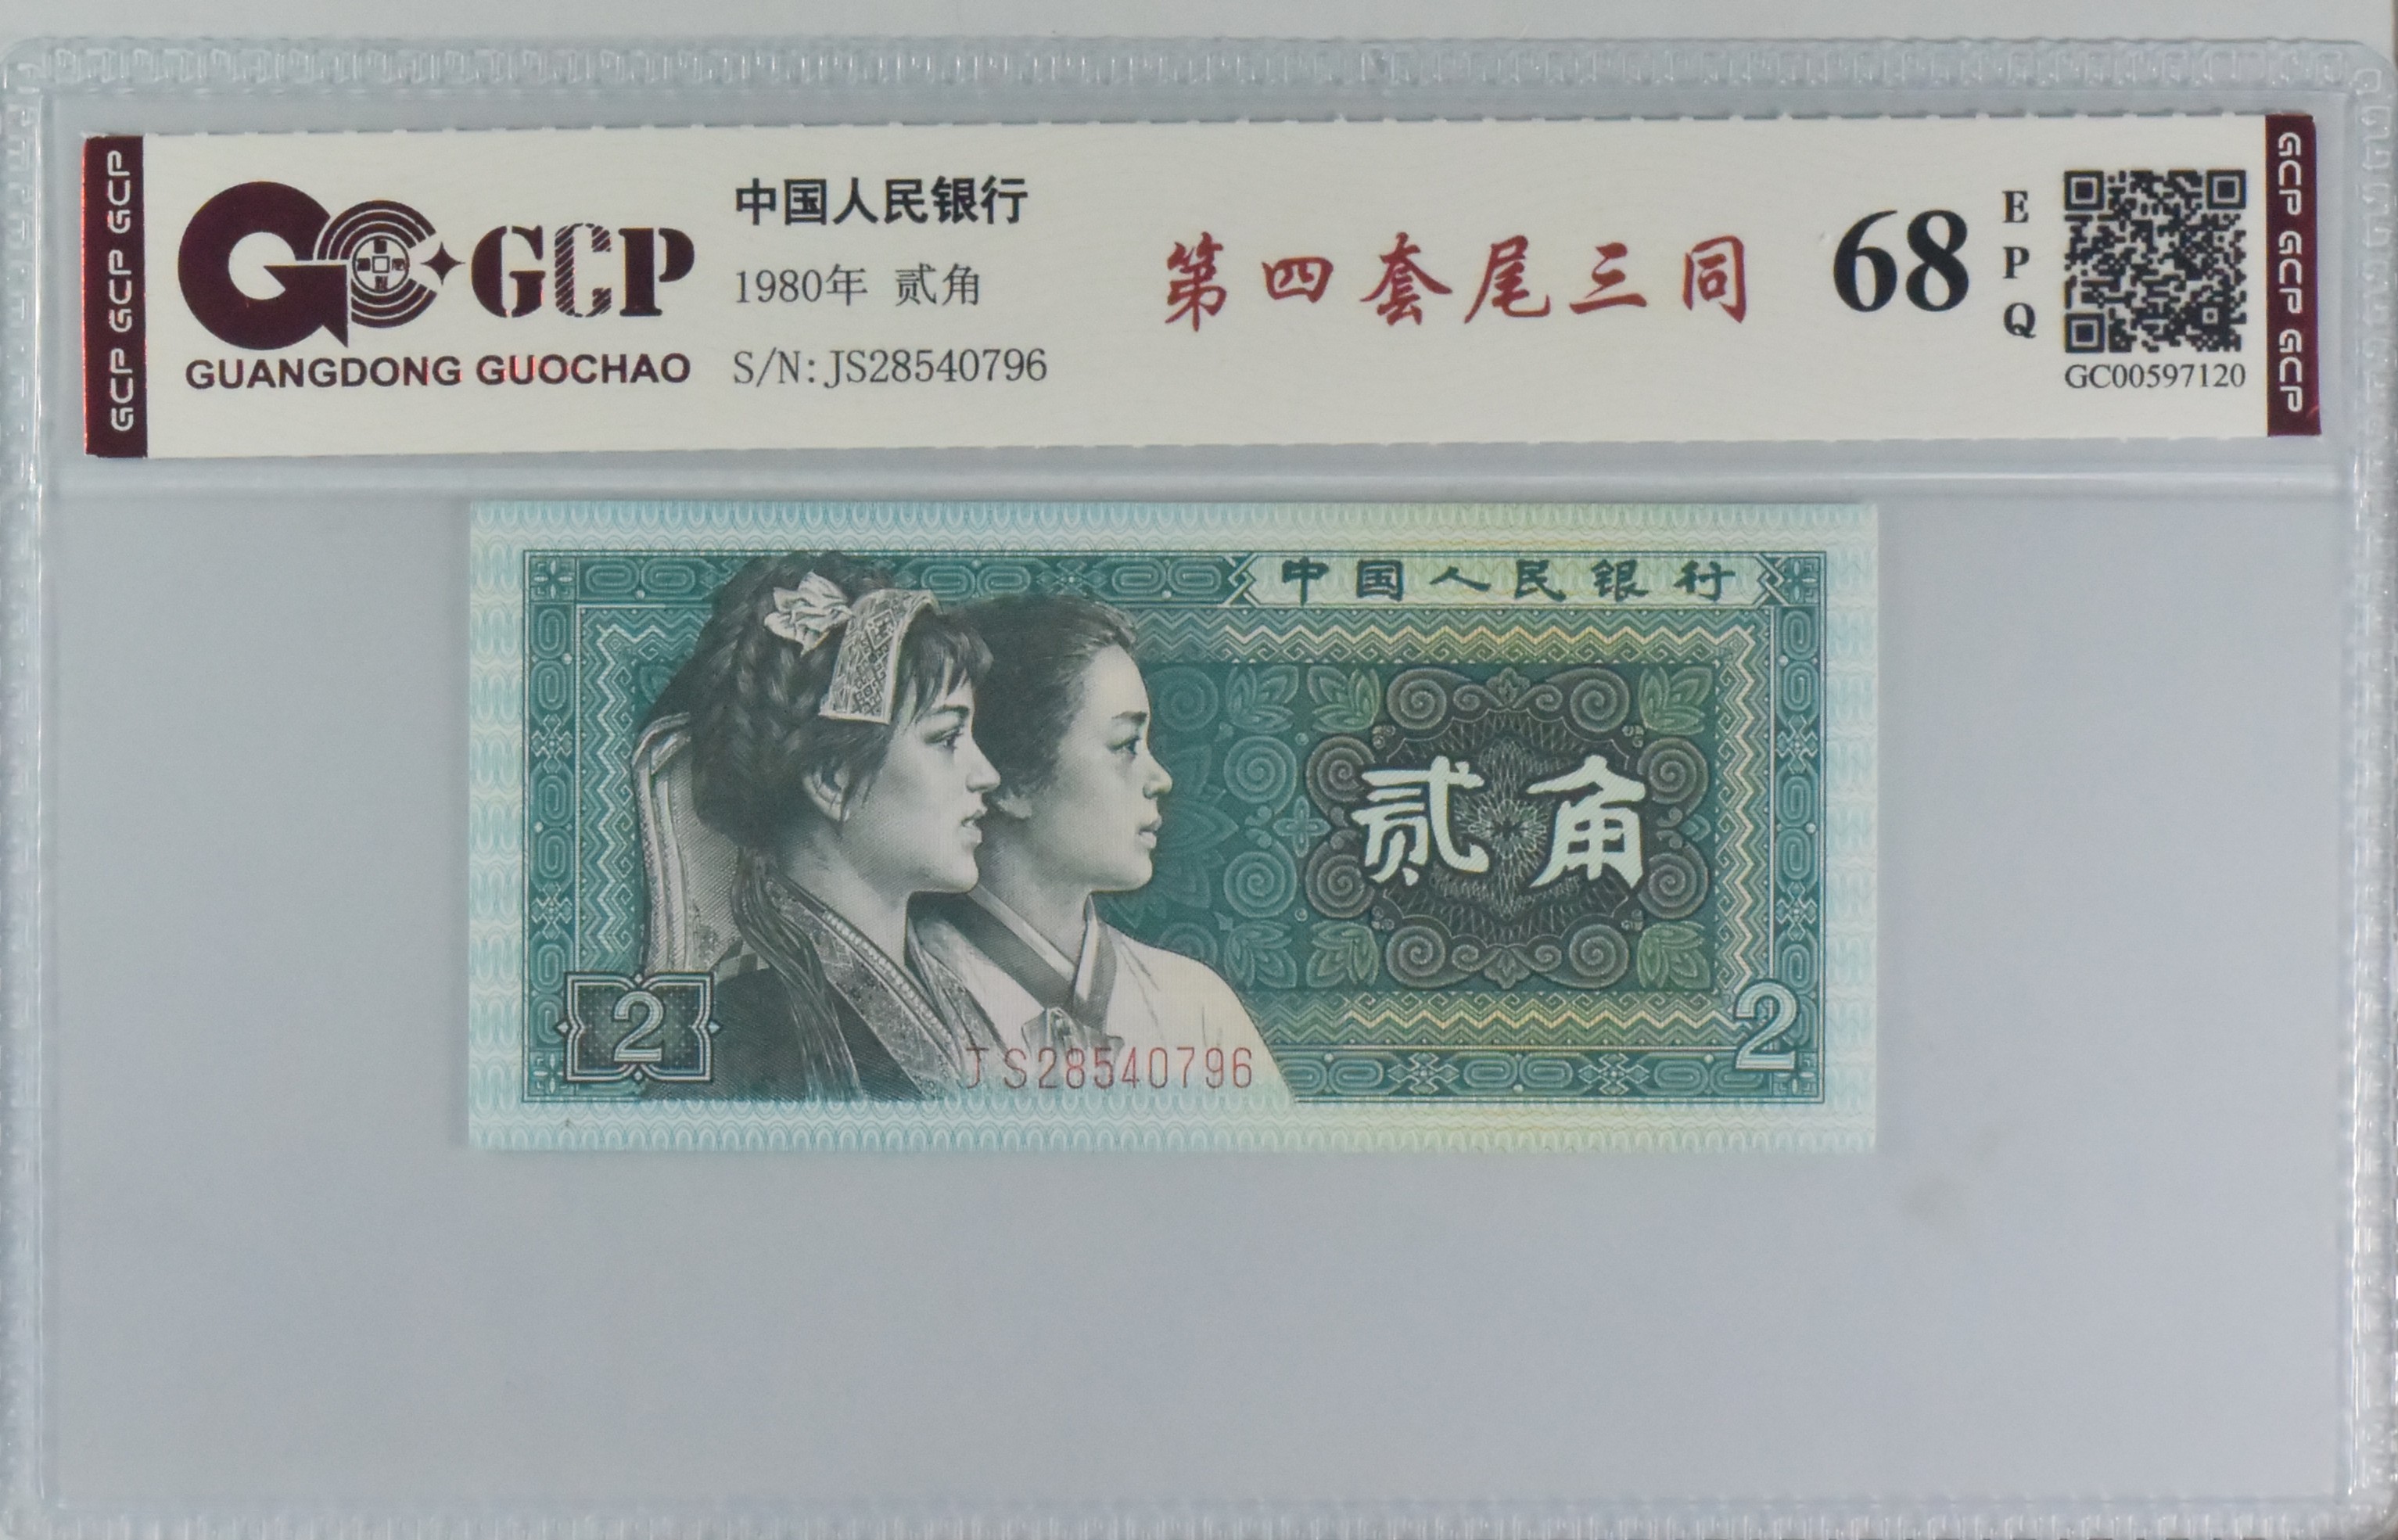 GCP GCP GCP
GCP
GUANGDONG GUOCHAO
中国人民银行
1980年 贰角
S/N: JS28540796
第四套尾三同
68
EPQ
GC00597120
GCP GCP GCP
中国人民银行
贰角
2
JS28540796
2